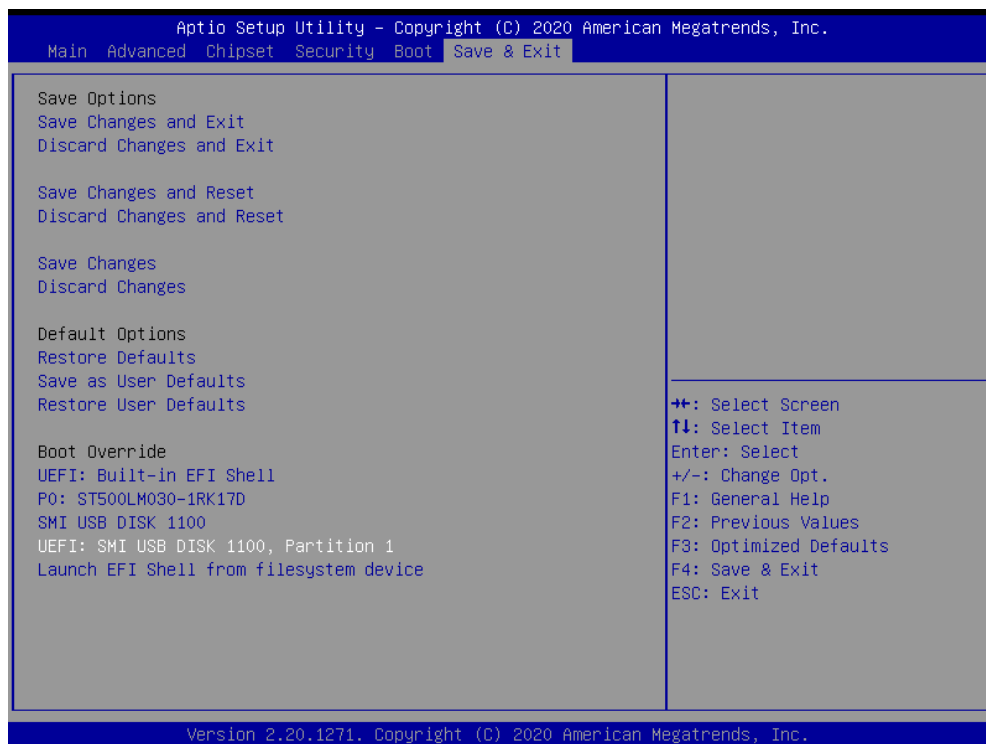 Aptio Setup Utility – Copyright (C) 2020 American Megatrends, Inc.
Main Advanced Chipset Security Boot Save & Exit
Save Options
Save Changes and Exit
Discard Changes and Exit
Save Changes and Reset
Discard Changes and Reset
Save Changes
Discard Changes
Default Options
Restore Defaults
Save as User Defaults
Restore User Defaults
Boot Override
UEFI: Built-in EFI Shell
P0: ST500LM030-1RK17D
SMI USB DISK 1100
UEFI: SMI USB DISK 1100, Partition 1
Launch EFI Shell from filesystem device
→←: Select Screen
↑↓: Select Item
Enter: Select
+/-: Change Opt.
F1: General Help
F2: Previous Values
F3: Optimized Defaults
F4: Save & Exit
ESC: Exit
Version 2.20.1271. Copyright (C) 2020 American Megatrends, Inc.